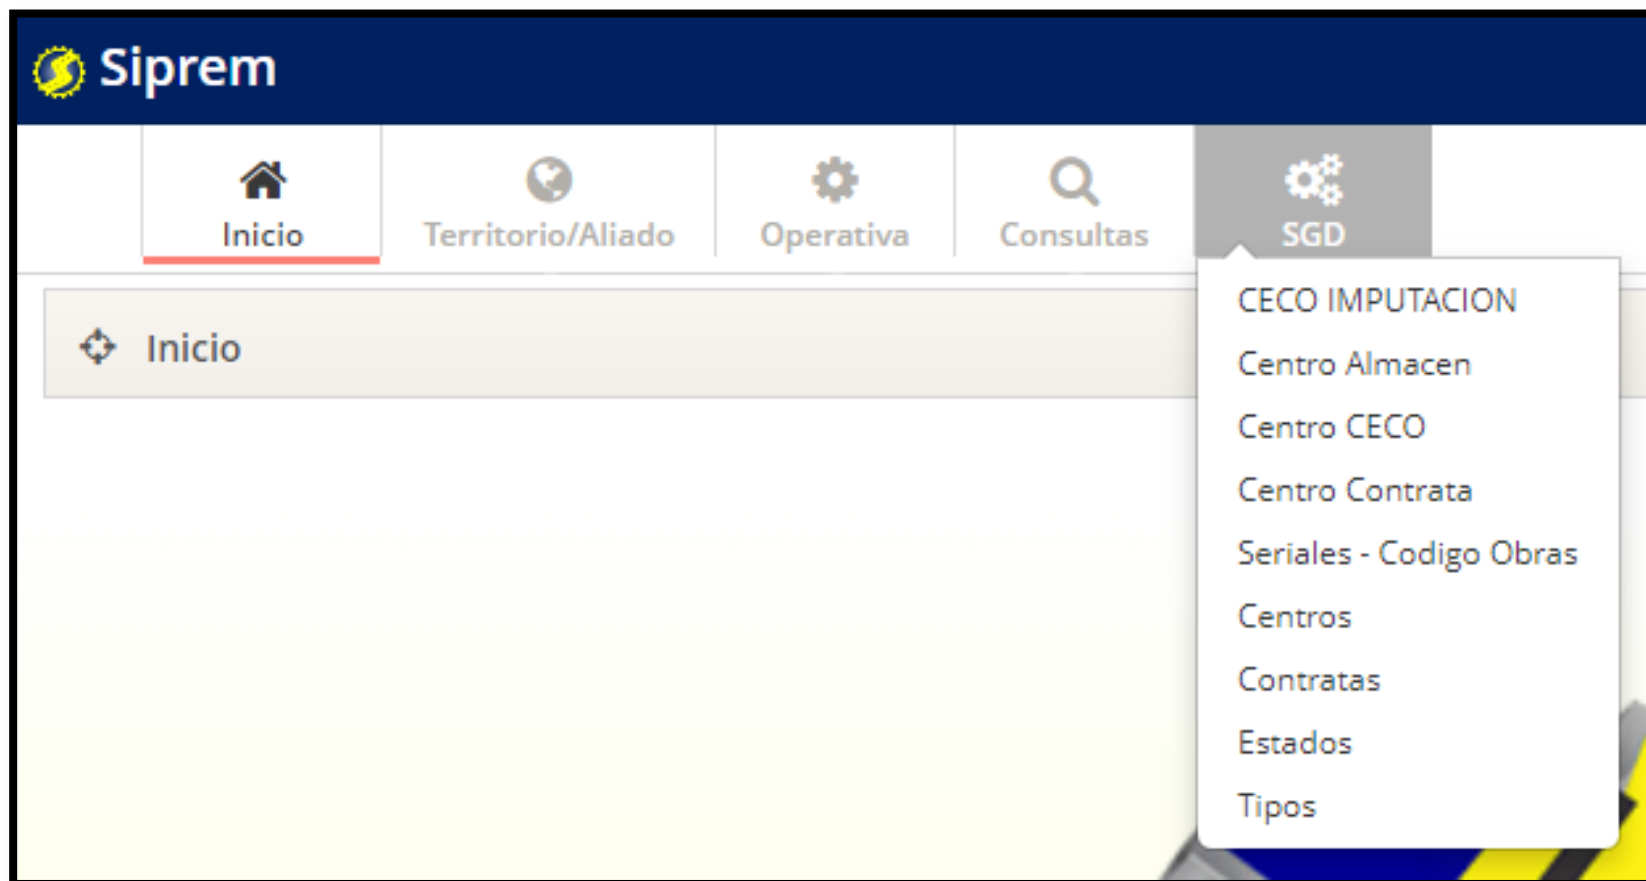 Siprem
Inicio
Territorio/Aliado
Operativa
Consultas
SGD
Inicio
CECO IMPUTACION
Centro Almacen
Centro CECO
Centro Contrata
Seriales - Codigo Obras
Centros
Contratas
Estados
Tipos